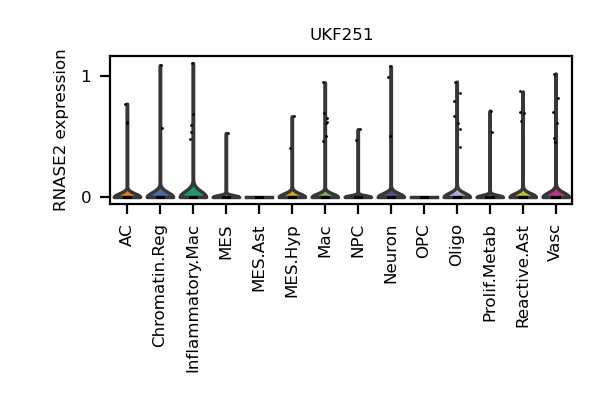 UKF251
RNASE2 expression
1
0
AC
Chromatin.Reg
Inflammatory.Mac
MES
MES.Ast
MES.Hyp
Mac
NPC
Neuron
OPC
Oligo
Prolif.Metab
Reactive.Ast
Vasc